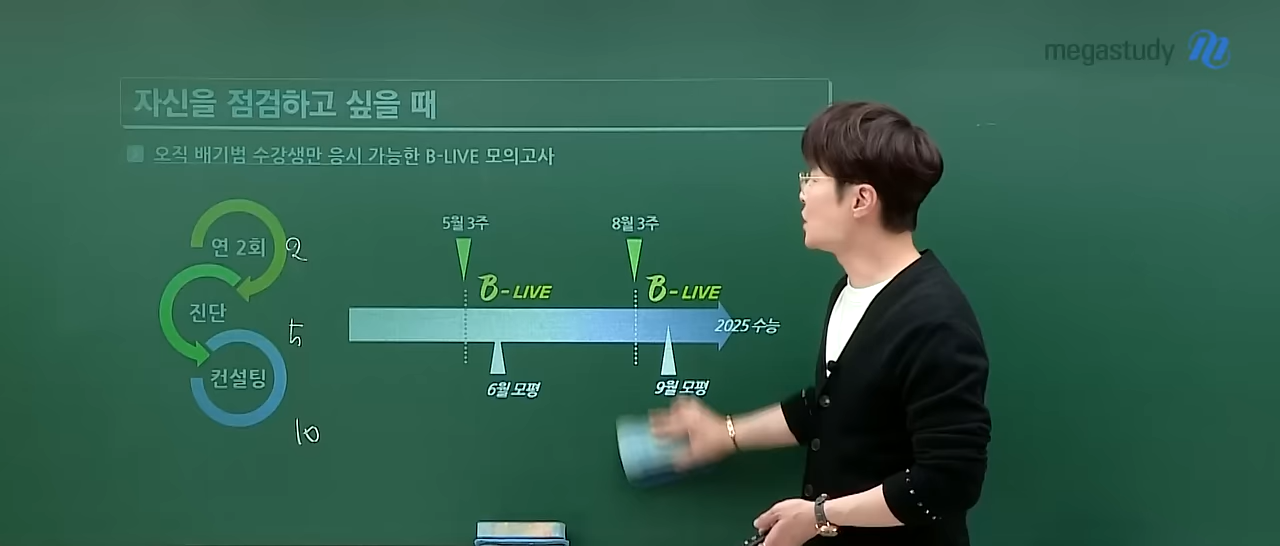 megastudy
자신을 점검하고 싶을 때
오직 배기범 수강생만 응시 가능한 B-LIVE 모의고사
5월 3주
8월 3주
연 2회
2
B-LIVE
B-LIVE
진단
5
2025 수능
컨설팅
6월 모평
9월 모평
10